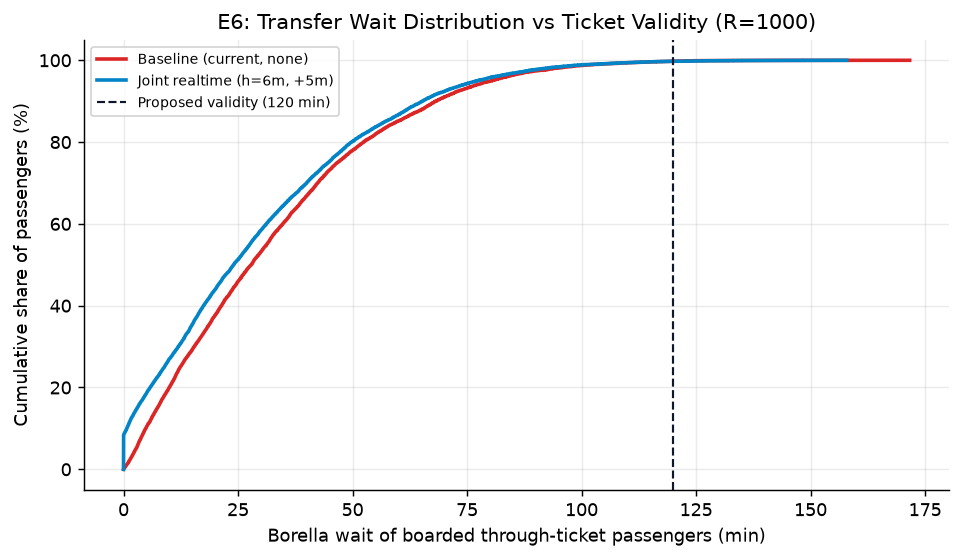 E6: Transfer Wait Distribution vs Ticket Validity (R=1000)
Baseline (current, none)
Joint realtime (h=6m, +5m)
Proposed validity (120 min)
Cumulative share of passengers (%)
100
80
60
40
20
0
0 25 50 75 100 125 150 175
Borella wait of boarded through-ticket passengers (min)